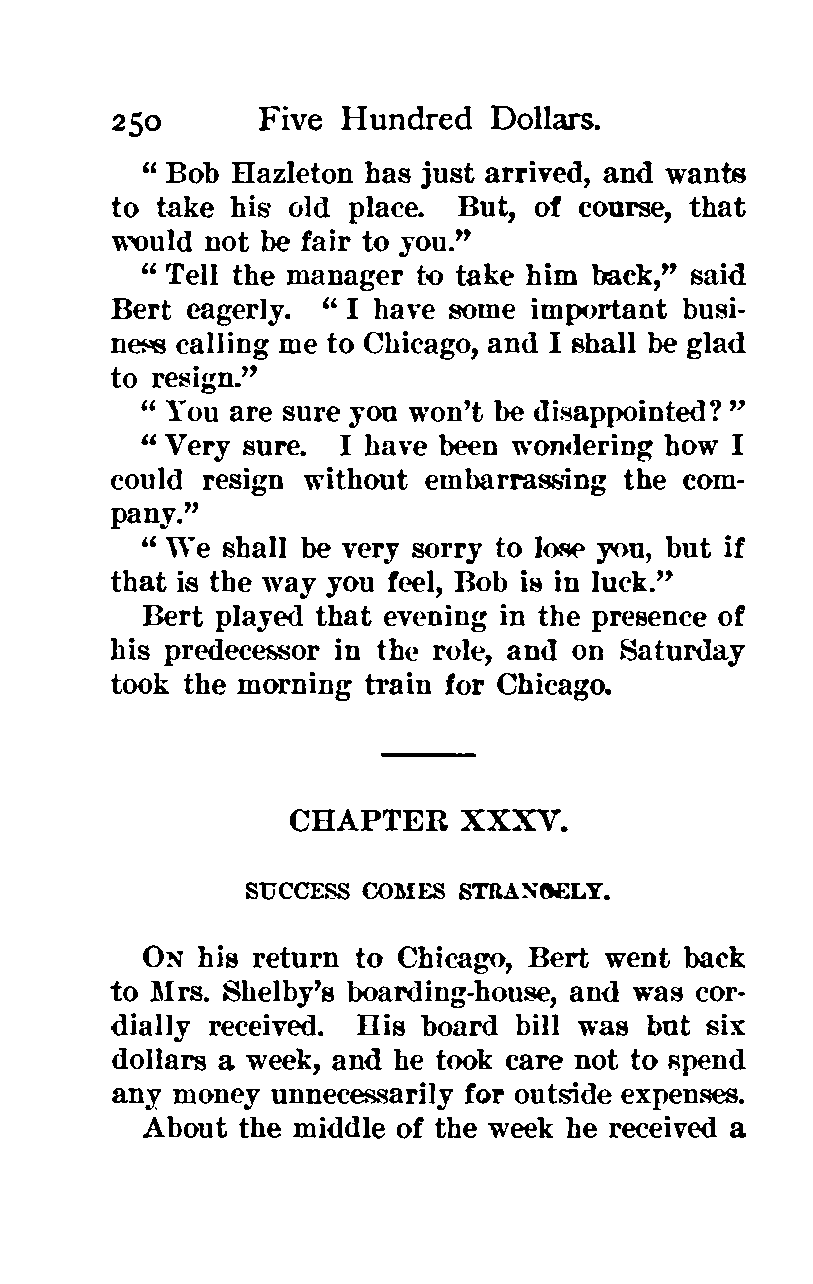 250 Five Hundred Dollars.
“ Bob Hazleton has just arrived, and wants
to take his old place. But, of course, that
would not be fair to you.”
“ Tell the manager to take him back,” said
Bert eagerly. “ I have some important busi-
ness calling me to Chicago, and I shall be glad
to resign.”
“ You are sure you won’t be disappointed? ”
“ Very sure. I have been wondering how I
could resign without embarrassing the com-
pany.”
“ We shall be very sorry to lose you, but if
that is the way you feel, Bob is in luck.”
Bert played that evening in the presence of
his predecessor in the role, and on Saturday
took the morning train for Chicago.
CHAPTER XXXV.
SUCCESS COMES STRANGELY.
ON his return to Chicago, Bert went back
to Mrs. Shelby’s boarding-house, and was cor-
dially received. His board bill was but six
dollars a week, and he took care not to spend
any money unnecessarily for outside expenses.
About the middle of the week he received a